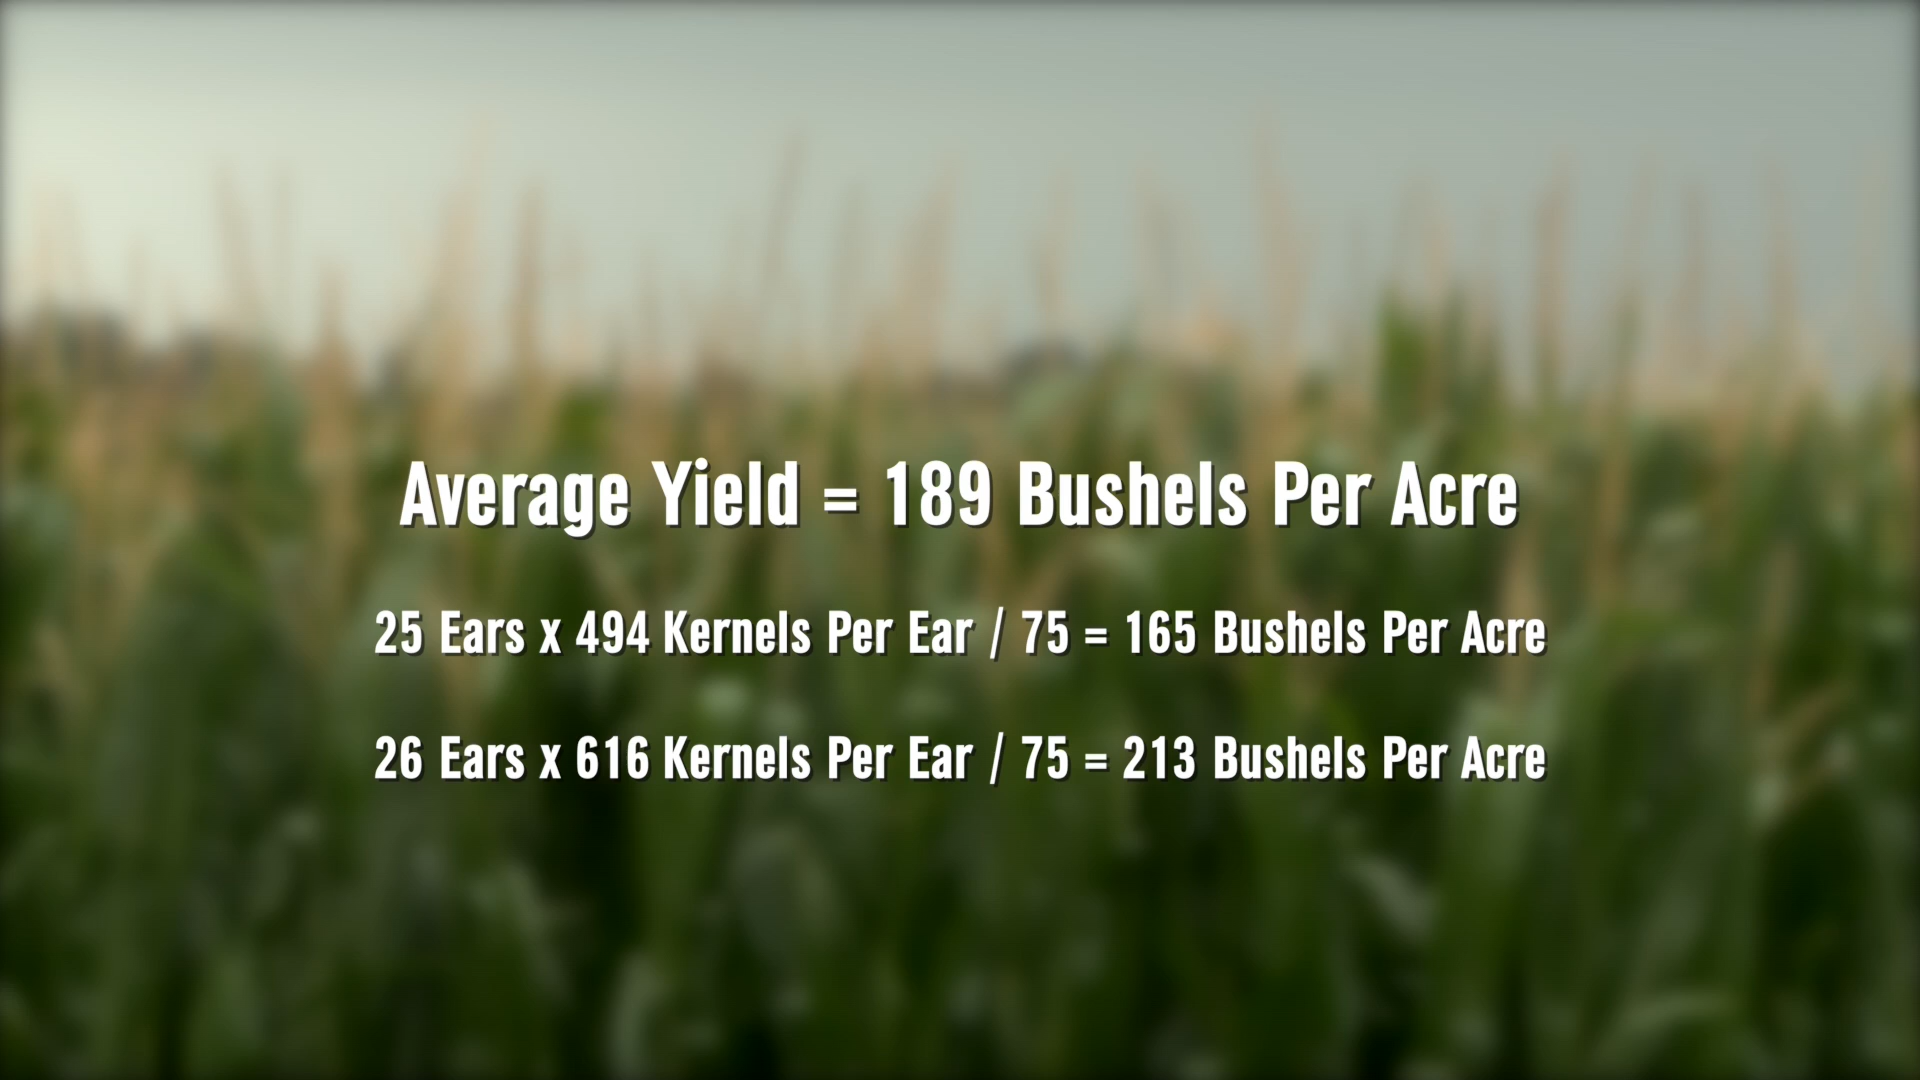 Average Yield = 189 Bushels Per Acre
25 Ears x 494 Kernels Per Ear / 75 = 165 Bushels Per Acre
26 Ears x 616 Kernels Per Ear / 75 = 213 Bushels Per Acre